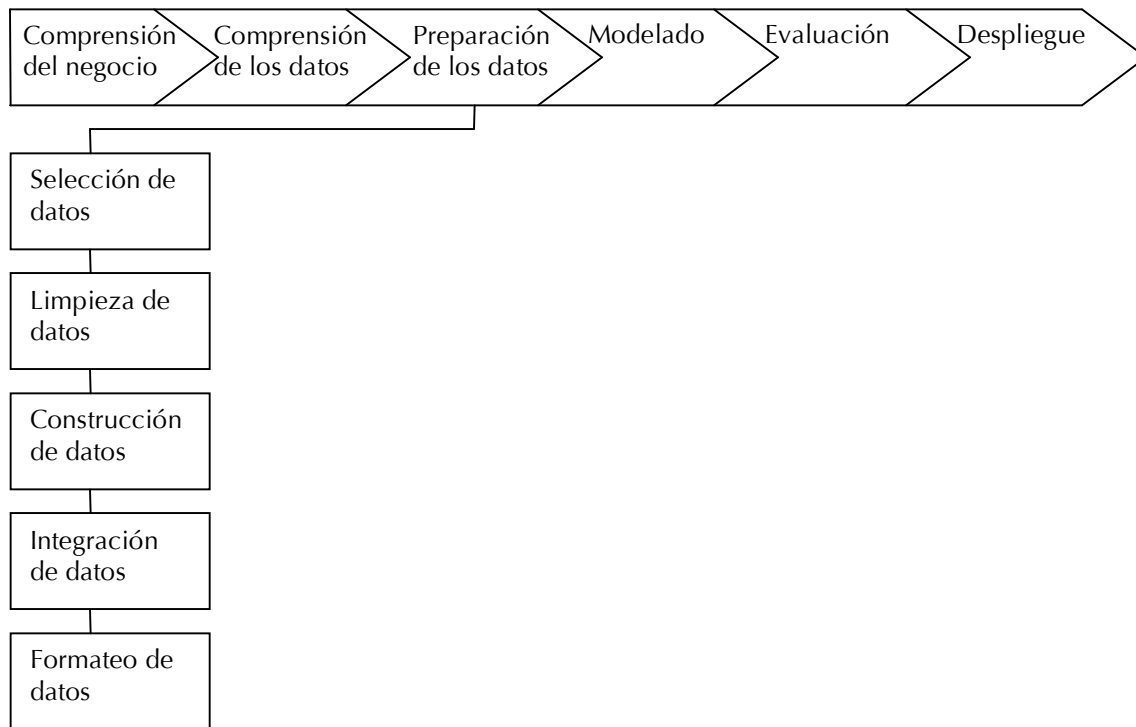 Comprensión
del negocio
Comprensión
de los datos
Preparación
de los datos
Modelado
Evaluación
Despliegue
Selección de
datos
Limpieza de
datos
Construcción
de datos
Integración
de datos
Formateo de
datos